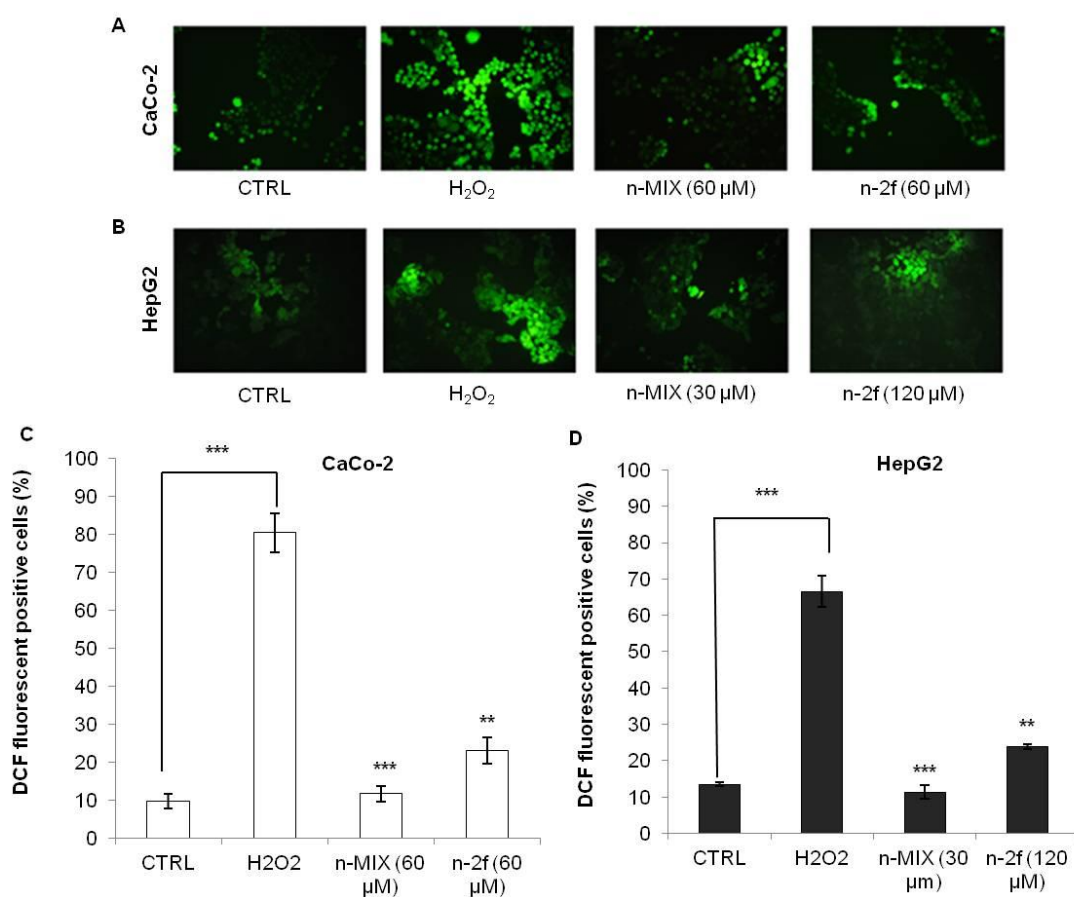 A
CaCo-2
CTRL
H₂O₂
n-MIX (60 µM)
n-2f (60 µM)
B
HepG2
CTRL
H₂O₂
n-MIX (30 µM)
n-2f (120 µM)
C
CaCo-2
***
DCF fluorescent positive cells (%)
100
90
80
70
60
50
40
30
20
10
0
***
**
CTRL
H2O2
n-MIX (60
µM)
n-2f (60
µM)
D
HepG2
***
DCF fluorescent positive cells (%)
100
90
80
70
60
50
40
30
20
10
0
***
**
CTRL
H2O2
n-MIX (30
µm)
n-2f (120
µM)